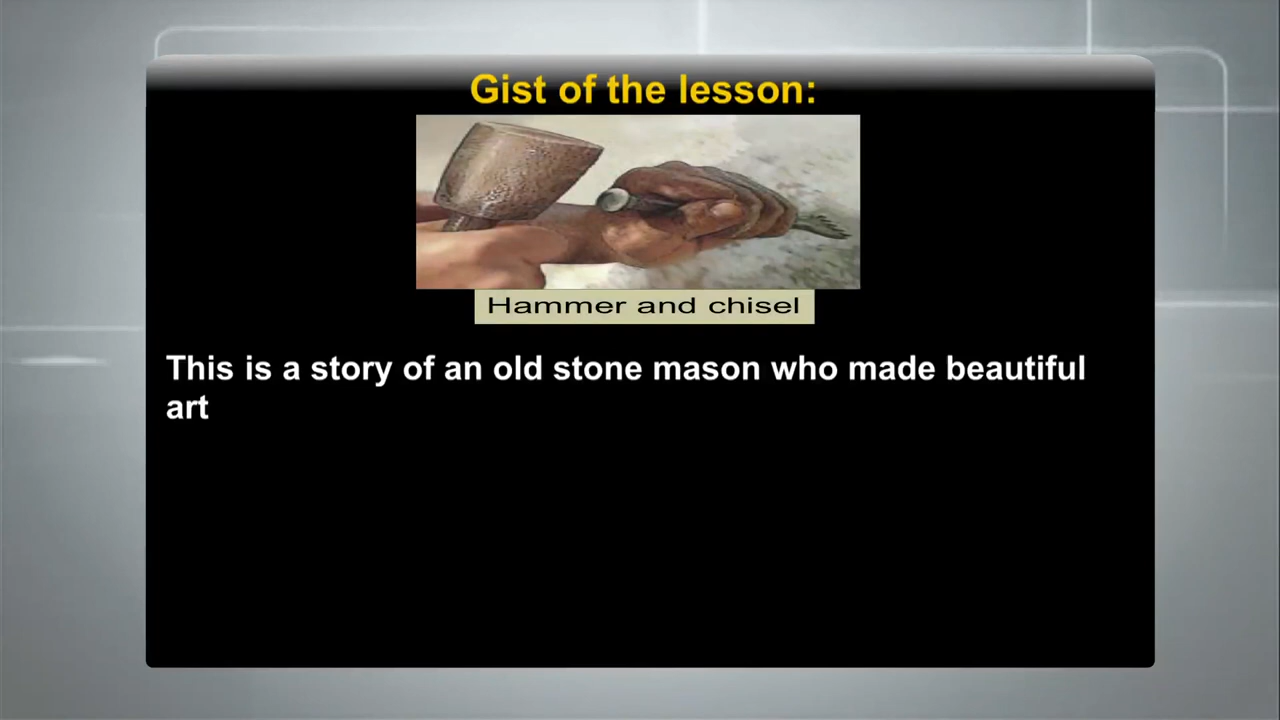 Gist of the lesson:
Hammer and chisel
This is a story of an old stone mason who made beautiful
art